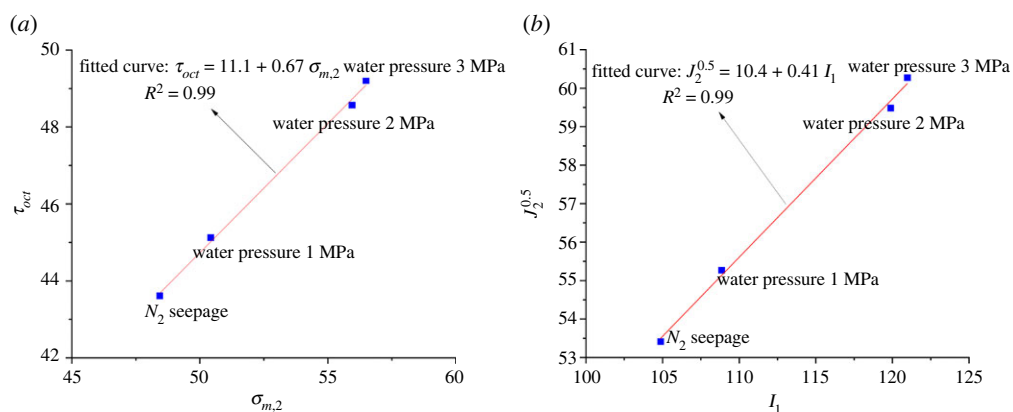 (a)
50
48
46
44
42
45
50
55
60
τoct
σm,2
fitted curve: τoct = 11.1 + 0.67 σm,2
R² = 0.99
water pressure 3 MPa
water pressure 2 MPa
water pressure 1 MPa
N2 seepage
(b)
61
60
59
58
57
56
55
54
53
100
105
110
115
120
125
J2^0.5
I1
fitted curve: J2^0.5 = 10.4 + 0.41 I1
R² = 0.99
water pressure 3 MPa
water pressure 2 MPa
water pressure 1 MPa
N2 seepage